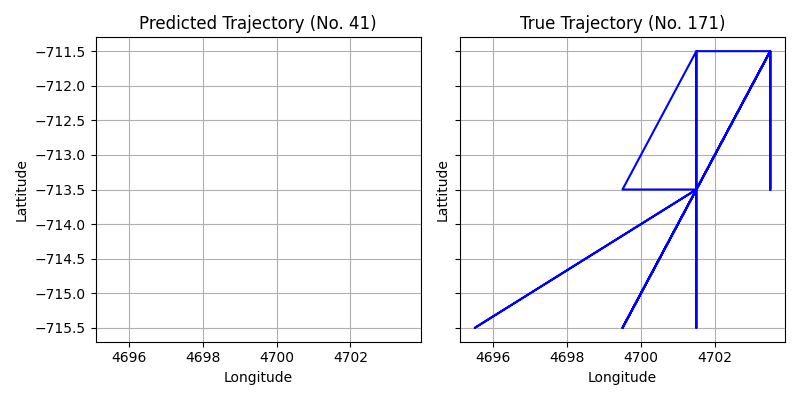 Predicted Trajectory (No. 41)
True Trajectory (No. 171)
−711.5
−712.0
−712.5
−713.0
−713.5
−714.0
−714.5
−715.0
−715.5
Lattitude
Lattitude
4696 4698 4700 4702
4696 4698 4700 4702
Longitude
Longitude